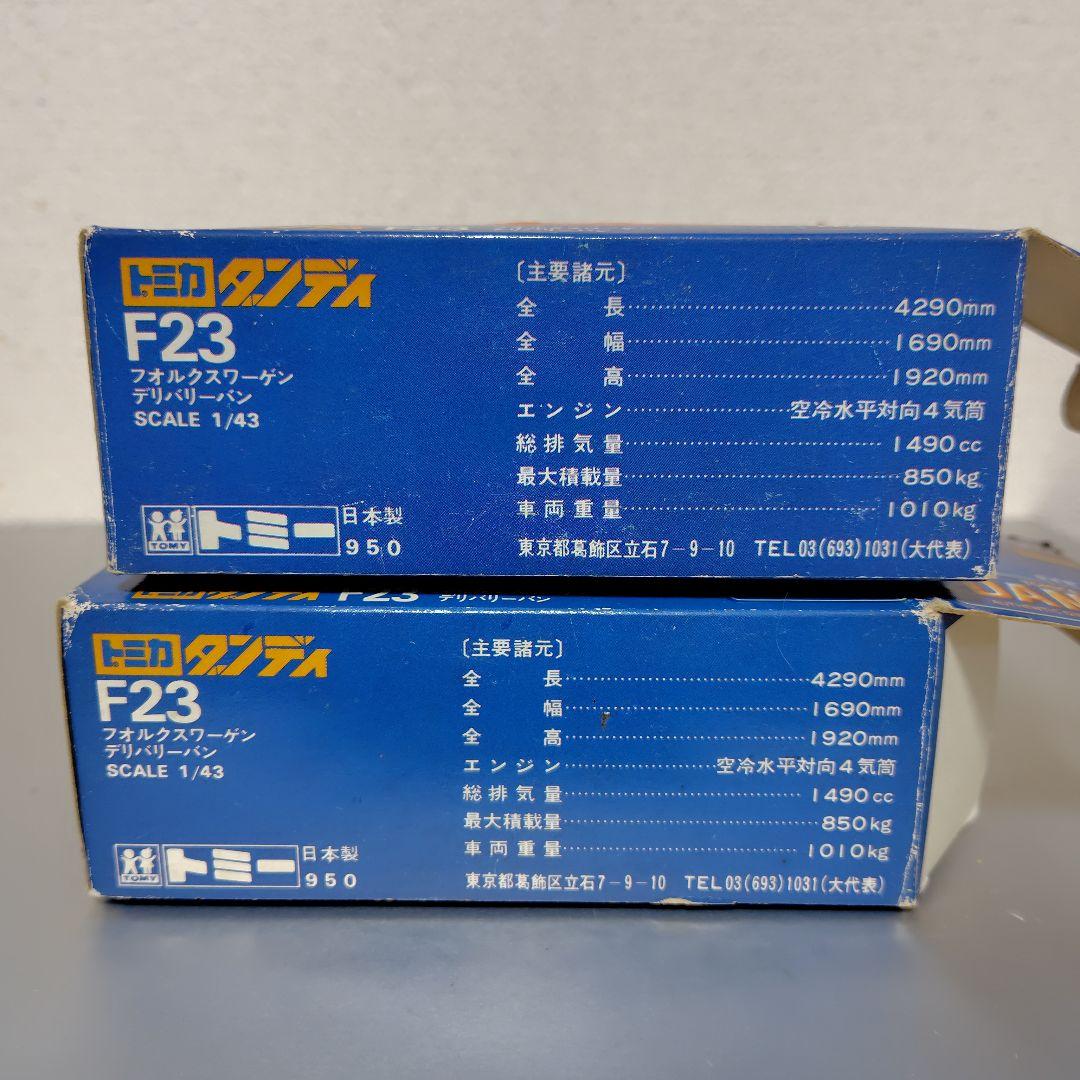 トミカ ダンディ
F23
フオルクスワーゲン
デリバリーバン
SCALE 1/43
TOMY
トミー
日本製
950
〔主要諸元〕
全長 4290mm
全幅 1690mm
全高 1920mm
エンジン 空冷水平対向4気筒
総排気量 1490cc
最大積載量 850kg
車両重量 1010kg
東京都葛飾区立石7-9-10 TEL03(693)1031(大代表)
F23
デリバリーバン
DAN
トミカ ダンディ
F23
フオルクスワーゲン
デリバリーバン
SCALE 1/43
TOMY
トミー
日本製
950
〔主要諸元〕
全長 4290mm
全幅 1690mm
全高 1920mm
エンジン 空冷水平対向4気筒
総排気量 1490cc
最大積載量 850kg
車両重量 1010kg
東京都葛飾区立石7-9-10 TEL03(693)1031(大代表)